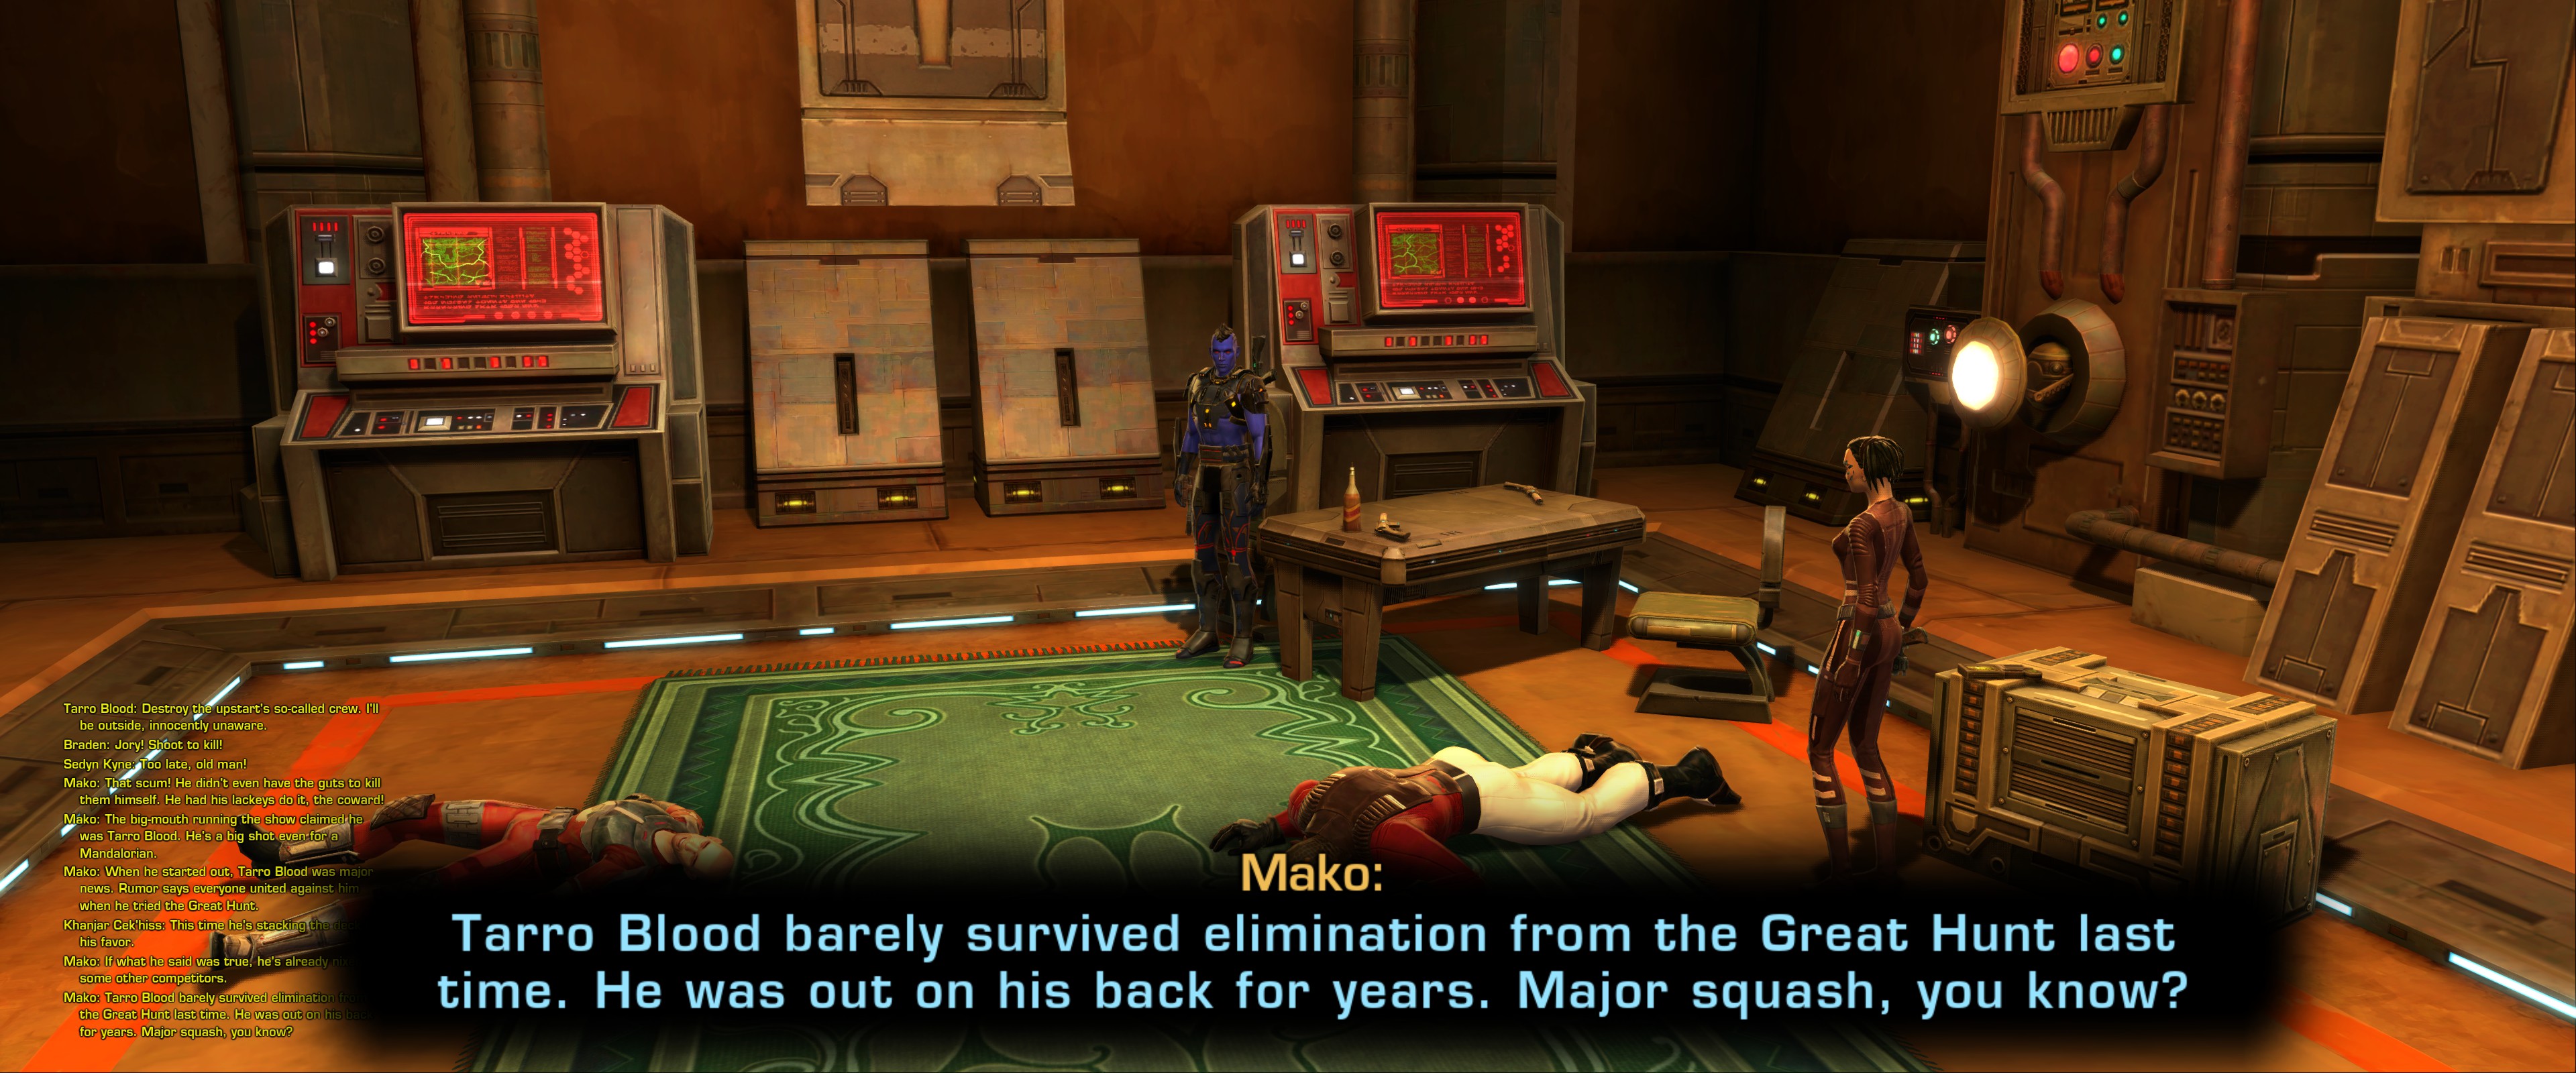 Tarro Blood: Destroy the upstart's so-called crew. I'll
be outside, innocently unaware.
Braden: Jory! Shoot to kill!
Sedyn Kyne: Too late, old man!
Mako: That scum! He didn't even have the guts to kill
them himself. He had his lackeys do it, the coward!
Mako: The big-mouth running the show claimed he
was Tarro Blood. He's a big shot even for a
Mandalorian.
Mako: When he started out, Tarro Blood was major
news. Rumor says everyone united against him
when he tried the Great Hunt.
Khanjar Cek'hiss: This time he's stacking the
his favor.
Mako: If what he said was true, he's already
some other competitors.
Mako: Tarro Blood barely survived elimination from
the Great Hunt last time. He was out on his back
for years. Major squash, you know?
Mako:
Tarro Blood barely survived elimination from the Great Hunt last
time. He was out on his back for years. Major squash, you know?